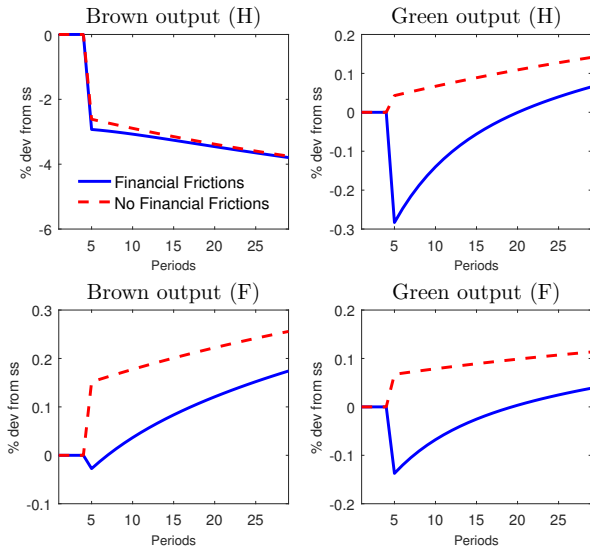 Brown output (H)
% dev from ss
0
-2
-4
-6
5 10 15 20 25
Periods
Financial Frictions
No Financial Frictions
Green output (H)
% dev from ss
0.2
0.1
0
-0.1
-0.2
-0.3
5 10 15 20 25
Periods
Brown output (F)
% dev from ss
0.3
0.2
0.1
0
-0.1
5 10 15 20 25
Periods
Green output (F)
% dev from ss
0.2
0.1
0
-0.1
-0.2
5 10 15 20 25
Periods